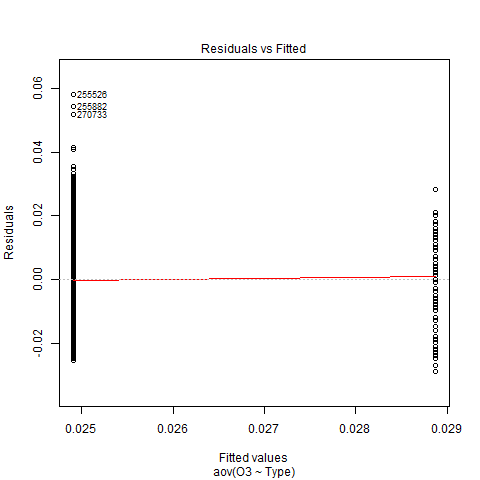 Residuals vs Fitted
255526
255882
270733
Residuals
0.06
0.04
0.02
0.00
-0.02
0.025 0.026 0.027 0.028 0.029
Fitted values
aov(O3 ~ Type)